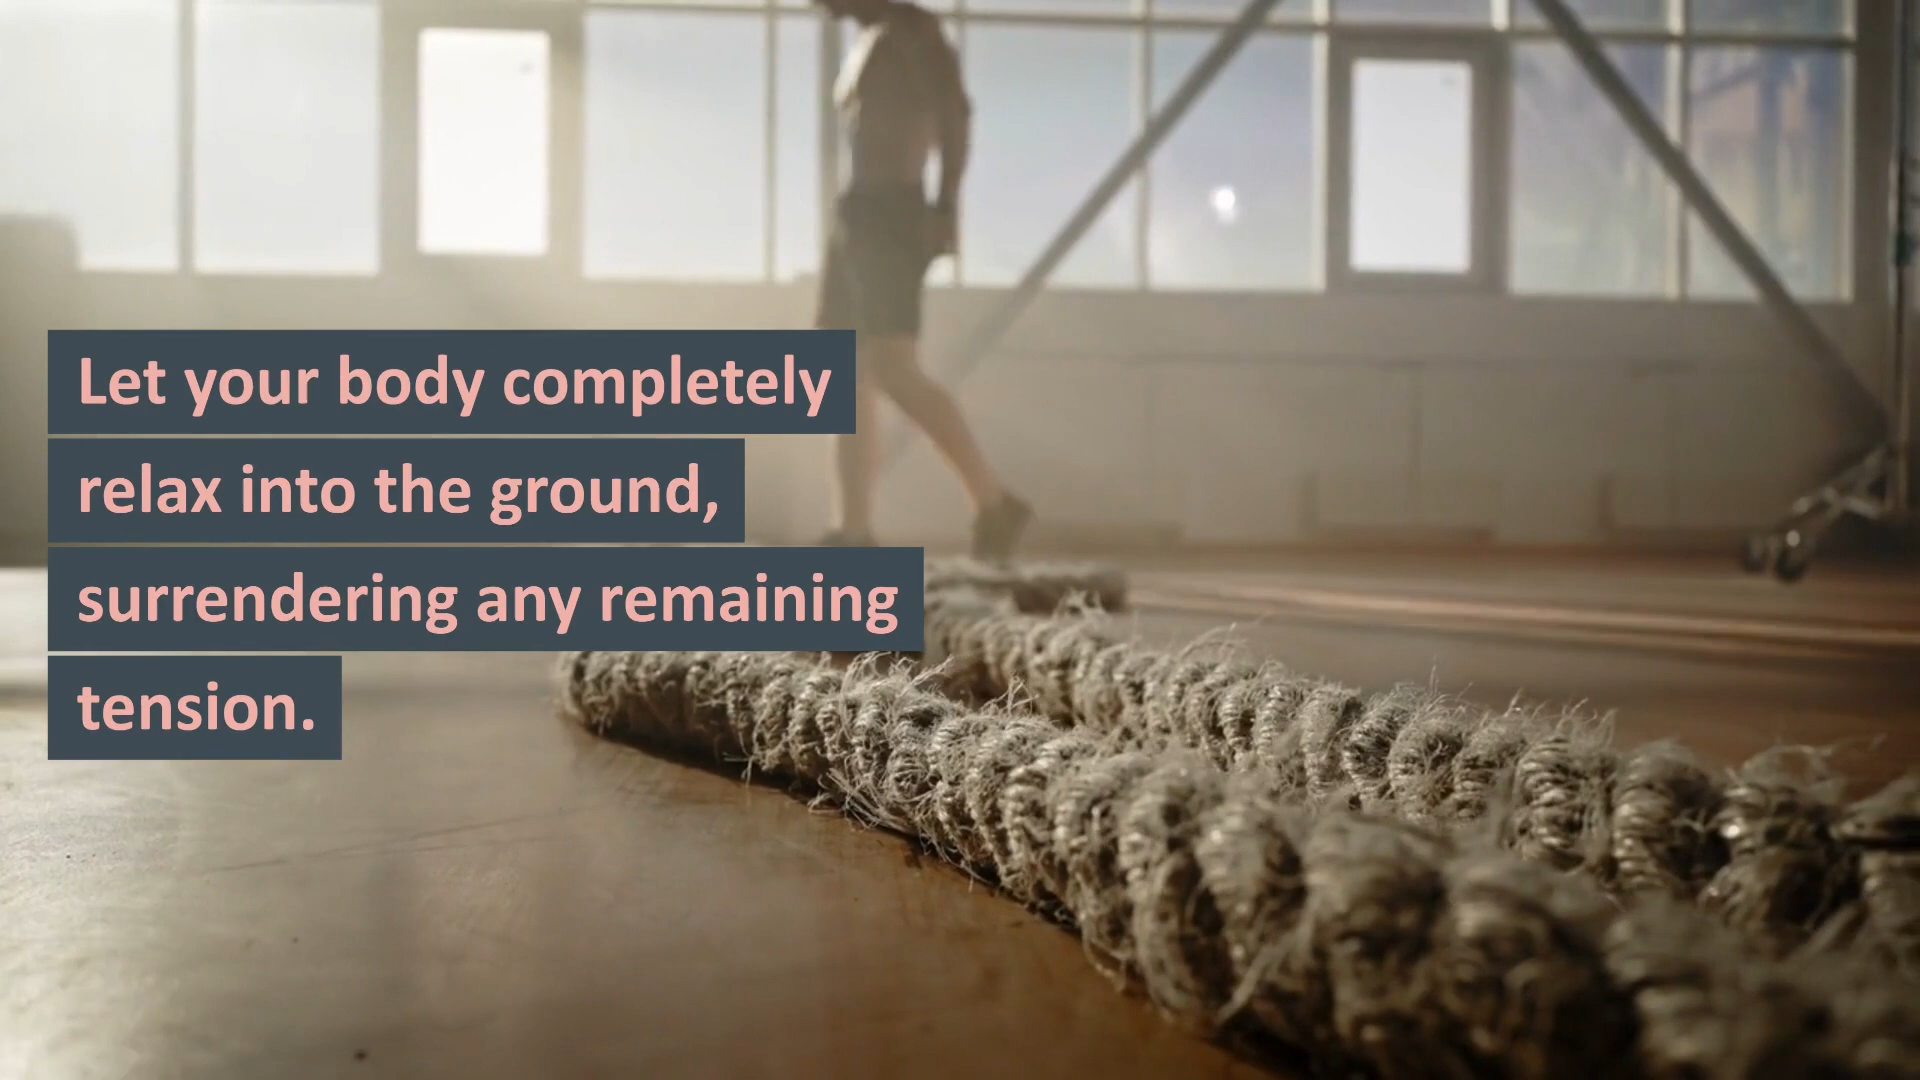 Let your body completely
relax into the ground,
surrendering any remaining
tension.